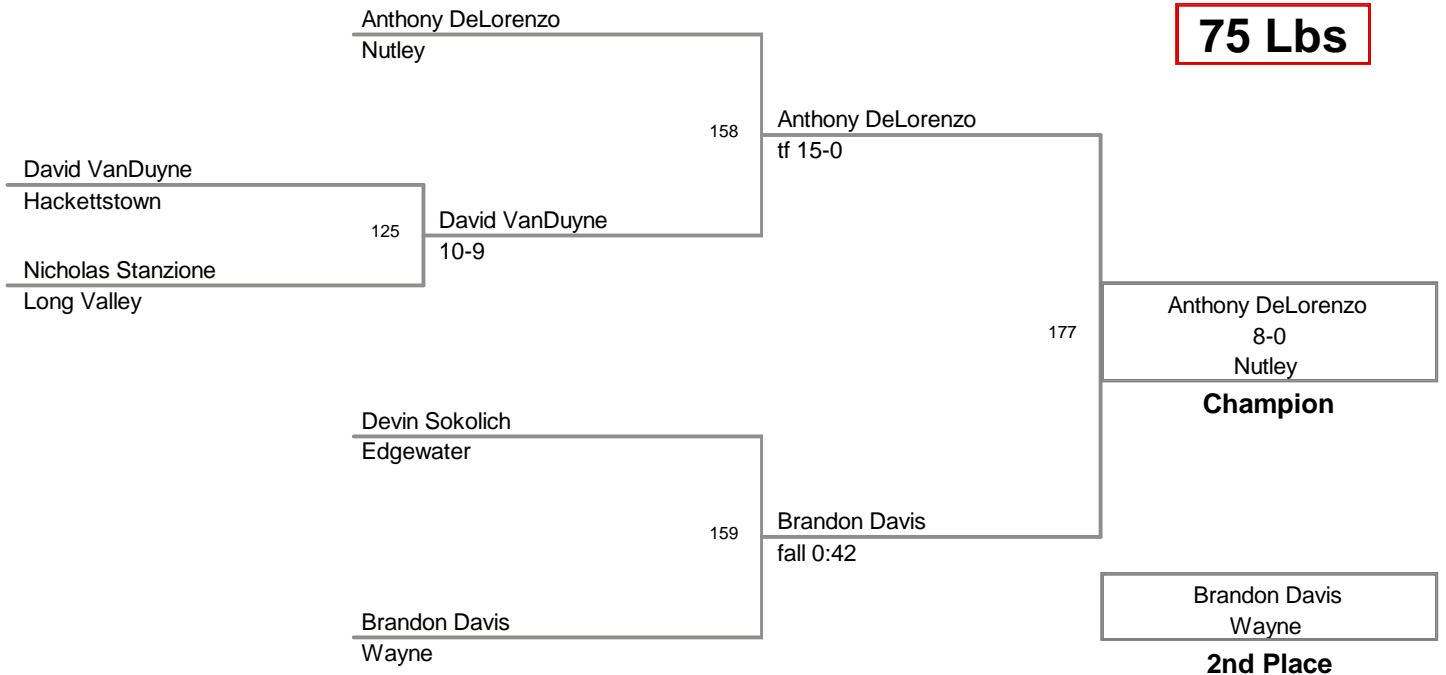 75 Lbs
Anthony DeLorenzo
Nutley
158
Anthony DeLorenzo
tf 15-0
David VanDuyne
Hackettstown
125
David VanDuyne
10-9
Nicholas Stanzione
Long Valley
177
Anthony DeLorenzo
8-0
Nutley
Champion
Devin Sokolich
Edgewater
159
Brandon Davis
fall 0:42
Brandon Davis
Wayne
Brandon Davis
Wayne
2nd Place